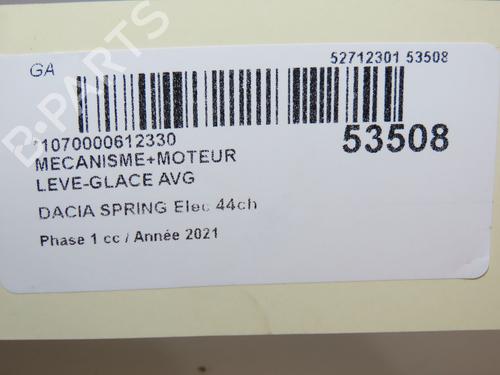 GA
52712301 53508
*1070000612330
53508
MECANISME+MOTEUR
LEVE-GLACE AVG
DACIA SPRING Elec 44ch
Phase 1 cc / Année 2021
B-PARTS